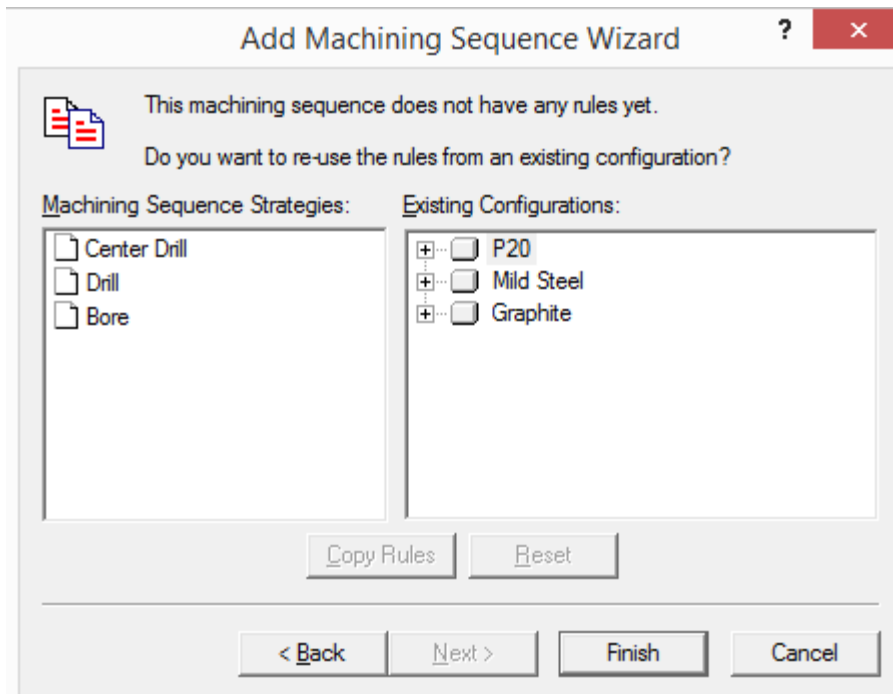 Add Machining Sequence Wizard ? ×
This machining sequence does not have any rules yet.
Do you want to re-use the rules from an existing configuration?
Machining Sequence Strategies: Existing Configurations:
Center Drill P20
Drill Mild Steel
Bore Graphite
Copy Rules Reset
< Back Next > Finish Cancel